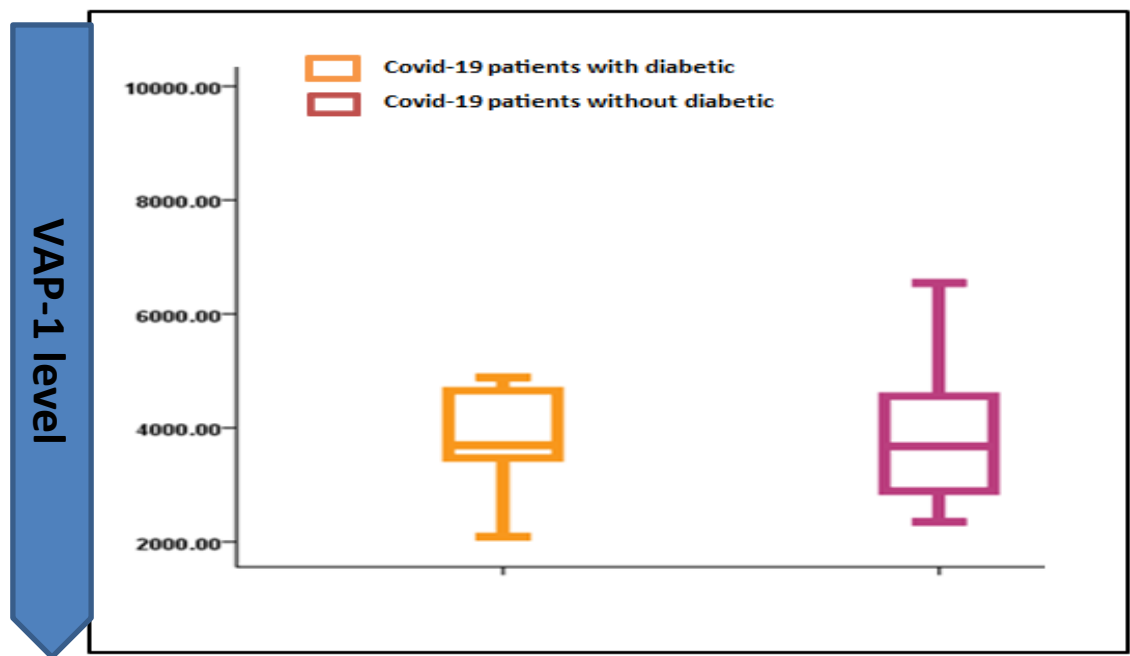 VAP-1 level
Covid-19 patients with diabetic
Covid-19 patients without diabetic
10000.00
8000.00
6000.00
4000.00
2000.00